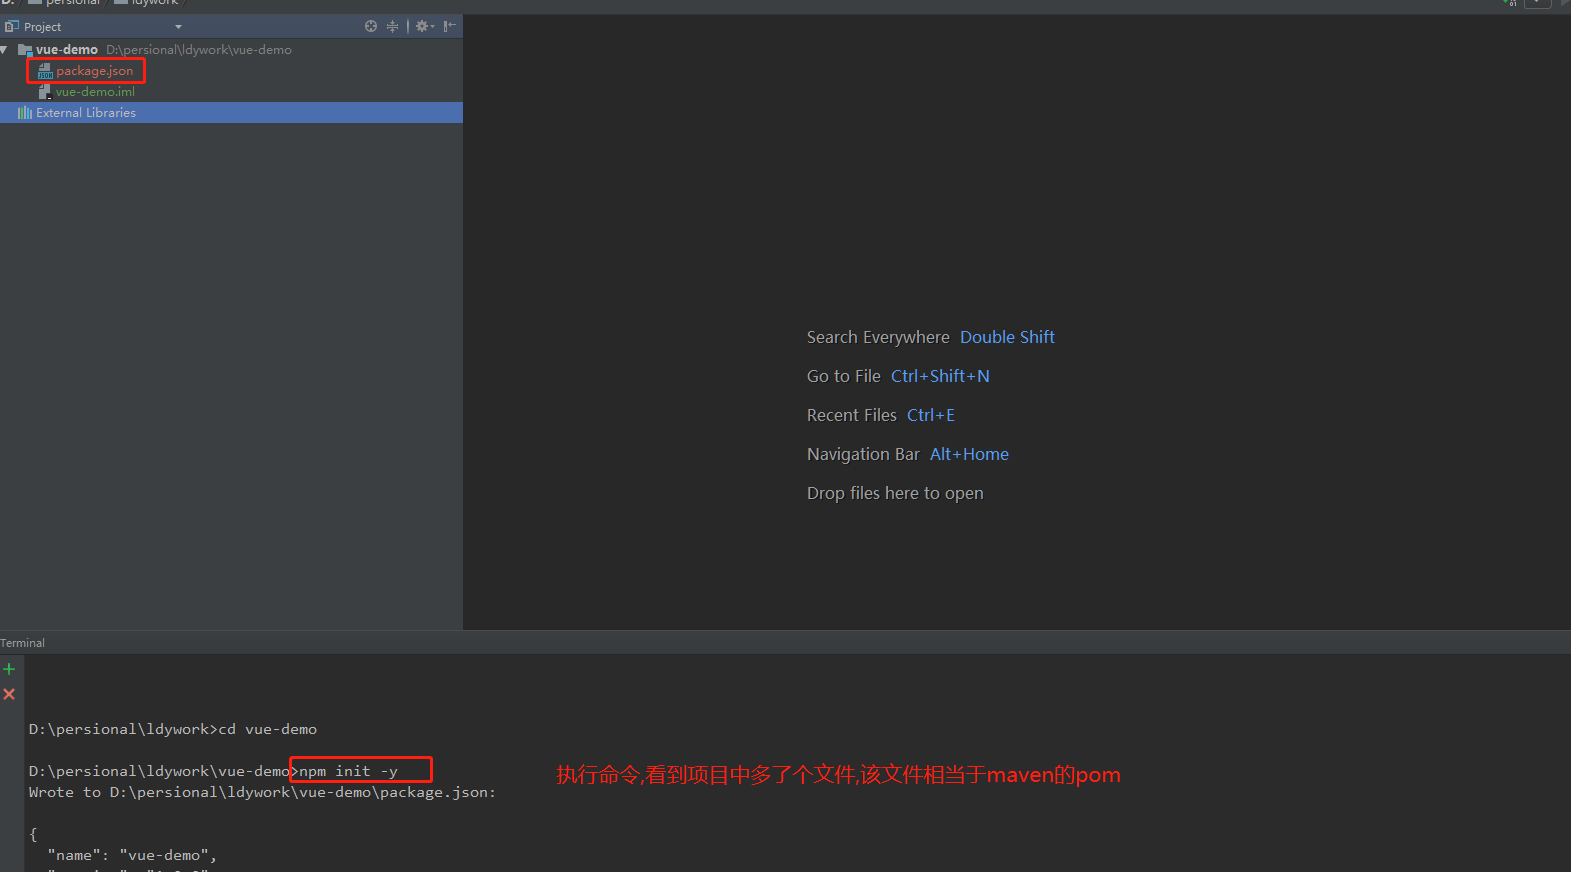 persional
ldywork
Project
vue-demo D:\persional\ldywork\vue-demo
package.json
vue-demo.iml
External Libraries
Search Everywhere Double Shift
Go to File Ctrl+Shift+N
Recent Files Ctrl+E
Navigation Bar Alt+Home
Drop files here to open
Terminal
D:\persional\ldywork>cd vue-demo
D:\persional\ldywork\vue-demo>npm init -y
执行命令,看到项目中多了个文件,该文件相当于maven的pom
Wrote to D:\persional\ldywork\vue-demo\package.json:
{
"name": "vue-demo",